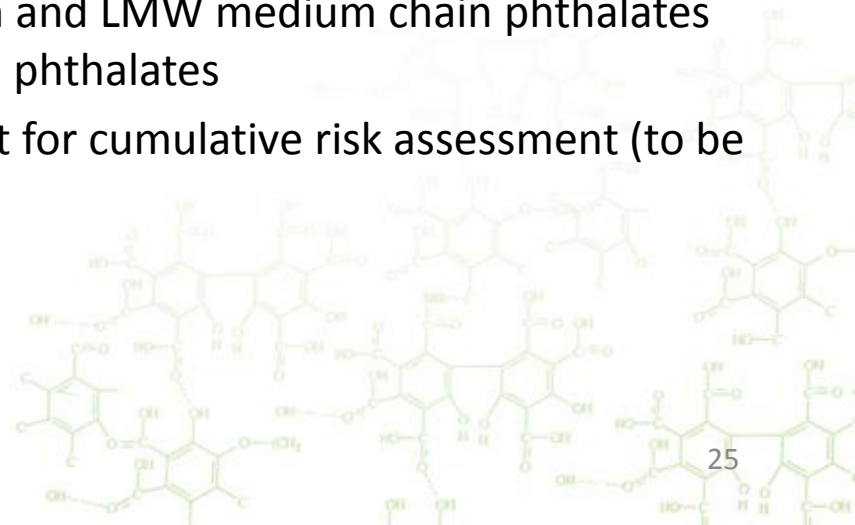 and LMW medium chain phthalates
phthalates
for cumulative risk assessment (to be
25